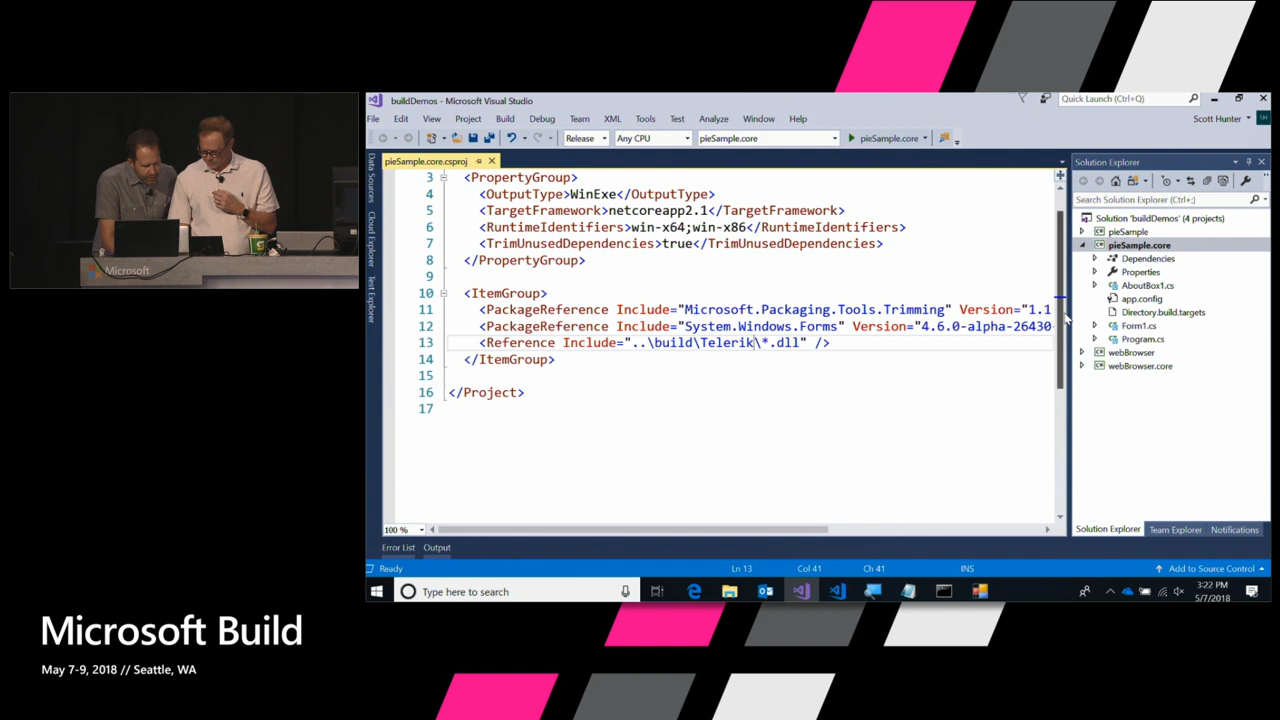 buildDemos - Microsoft Visual Studio
Quick Launch (Ctrl+Q)
File Edit View Project Build Debug Team XML Tools Test Analyze Window Help
Scott Hunter SH
Release Any CPU pieSample.core pieSample.core
Data Sources
Cloud Explorer
Test Explorer
pieSample.core.csproj
3 <PropertyGroup>
4 <OutputType>WinExe</OutputType>
5 <TargetFramework>netcoreapp2.1</TargetFramework>
6 <RuntimeIdentifiers>win-x64;win-x86</RuntimeIdentifiers>
7 <TrimUnusedDependencies>true</TrimUnusedDependencies>
8 </PropertyGroup>
9
10 <ItemGroup>
11 <PackageReference Include="Microsoft.Packaging.Tools.Trimming" Version="1.1
12 <PackageReference Include="System.Windows.Forms" Version="4.6.0-alpha-26430-
13 <Reference Include="..\build\Telerik\*.dll" />
14 </ItemGroup>
15
16 </Project>
17
100 %
Solution Explorer
Search Solution Explorer (Ctrl+;)
Solution 'buildDemos' (4 projects)
pieSample
pieSample.core
Dependencies
Properties
AboutBox1.cs
app.config
Directory.build.targets
Form1.cs
Program.cs
webBrowser
webBrowser.core
Solution Explorer Team Explorer Notifications
Error List Output
Ready Ln 13 Col 41 Ch 41 INS Add to Source Control
Type here to search
3:22 PM
5/7/2018
Microsoft
Microsoft Build
May 7-9, 2018 // Seattle, WA